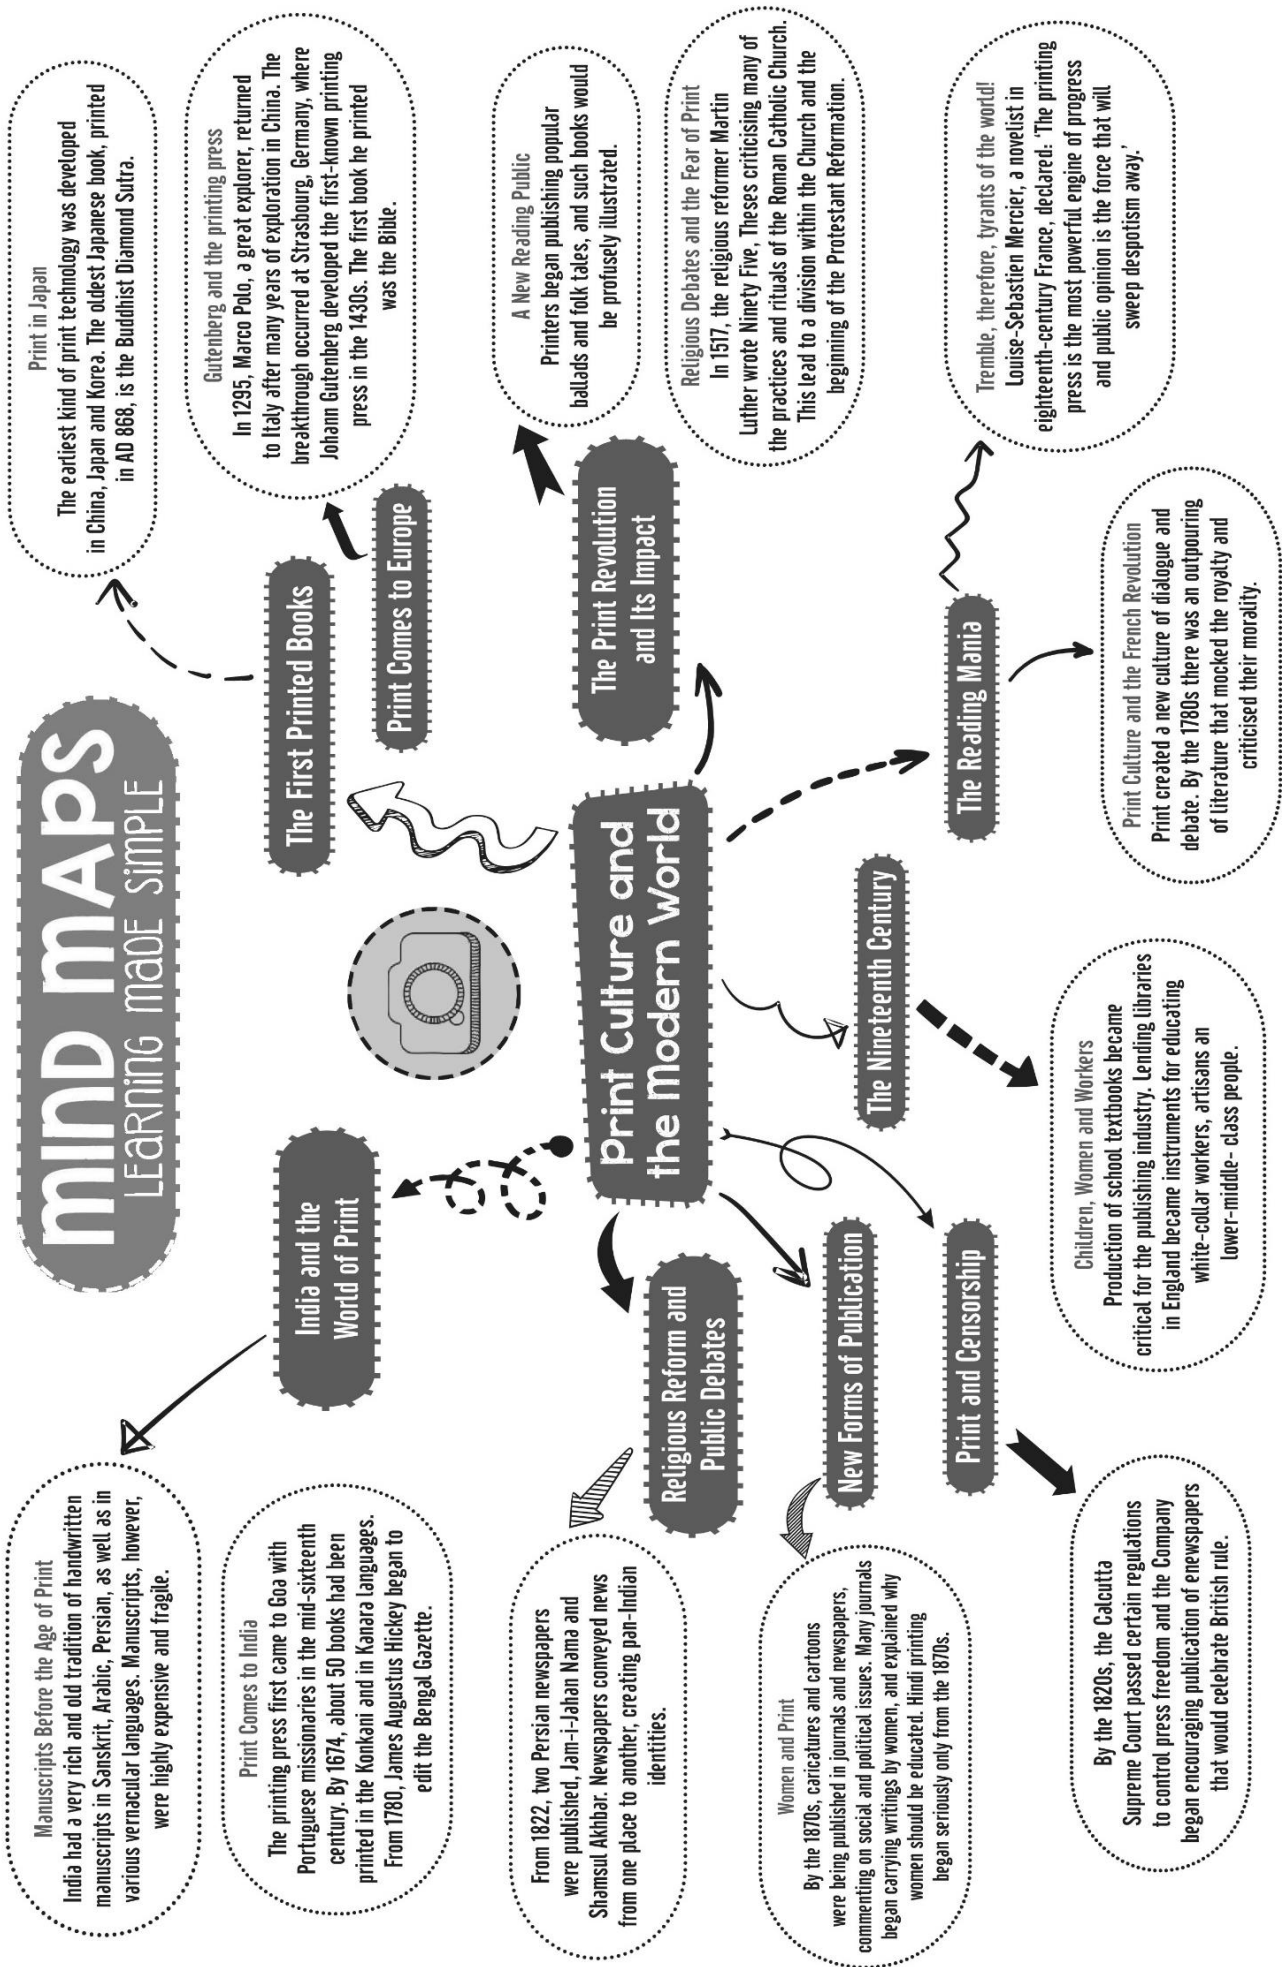 MIND MAPS
LEARNING MADE SIMPLE
Print Culture and
the Modern World
The First Printed Books
Print in Japan
The earliest kind of print technology was developed
in China, Japan and Korea. The oldest Japanese book, printed
in AD 868, is the Buddhist Diamond Sutra.
Print Comes to Europe
Gutenberg and the printing press
In 1295, Marco Polo, a great explorer, returned
to Italy after many years of exploration in China. The
breakthrough occurred at Strasbourg, Germany, where
Johann Gutenberg developed the first-known printing
press in the 1430s. The first book he printed
was the Bible.
The Print Revolution
and Its Impact
A New Reading Public
Printers began publishing popular
ballads and folk tales, and such books would
be profusely illustrated.
Religious Debates and the Fear of Print
In 1517, the religious reformer Martin
Luther wrote Ninety Five, Theses criticising many of
the practices and rituals of the Roman Catholic Church.
This lead to a division within the Church and the
beginning of the Protestant Reformation.
The Reading Mania
Tremble, therefore, tyrants of the world!
Louise-Sebastien Mercier, a novelist in
eighteenth-century France, declared: 'The printing
press is the most powerful engine of progress
and public opinion is the force that will
sweep despotism away.'
Print Culture and the French Revolution
Print created a new culture of dialogue and
debate. By the 1780s there was an outpouring
of literature that mocked the royalty and
criticised their morality.
The Nineteenth Century
Children, Women and Workers
Production of school textbooks became
critical for the publishing industry. Lending libraries
in England became instruments for educating
white-collar workers, artisans an
lower-middle- class people.
India and the
World of Print
Manuscripts Before the Age of Print
India had a very rich and old tradition of handwritten
manuscripts in Sanskrit, Arabic, Persian, as well as in
various vernacular languages. Manuscripts, however,
were highly expensive and fragile.
Print Comes to India
The printing press first came to Goa with
Portuguese missionaries in the mid-sixteenth
century. By 1674, about 50 books had been
printed in the Konkani and in Kanara languages.
From 1780, James Augustus Hickey began to
edit the Bengal Gazette.
Religious Reform and
Public Debates
From 1822, two Persian newspapers
were published, Jam-i-Jahan Nama and
Shamsul Akhbar. Newspapers conveyed news
from one place to another, creating pan-Indian
identities.
New Forms of Publication
Women and Print
By the 1870s, caricatures and cartoons
were being published in journals and newspapers,
commenting on social and political issues. Many journals
began carrying writings by women, and explained why
women should be educated. Hindi printing
began seriously only from the 1870s.
Print and Censorship
By the 1820s, the Calcutta
Supreme Court passed certain regulations
to control press freedom and the Company
began encouraging publication of enewspapers
that would celebrate British rule.